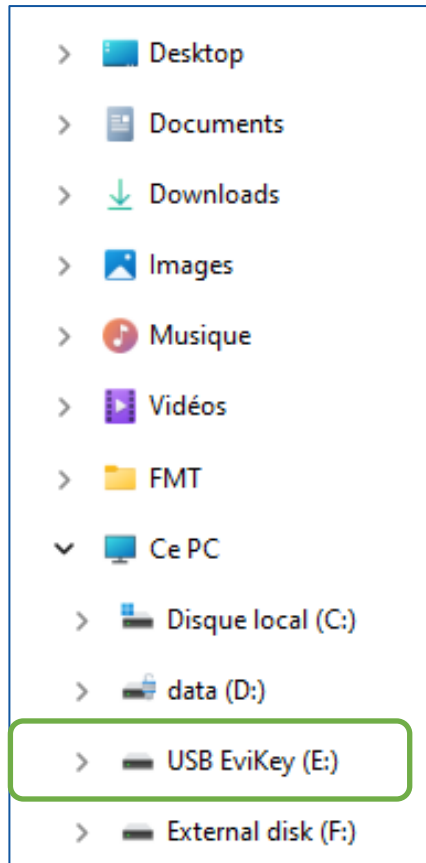 Desktop
Documents
Downloads
Images
Musique
Vidéos
FMT
Ce PC
Disque local (C:)
data (D:)
USB EviKey (E:)
External disk (F:)